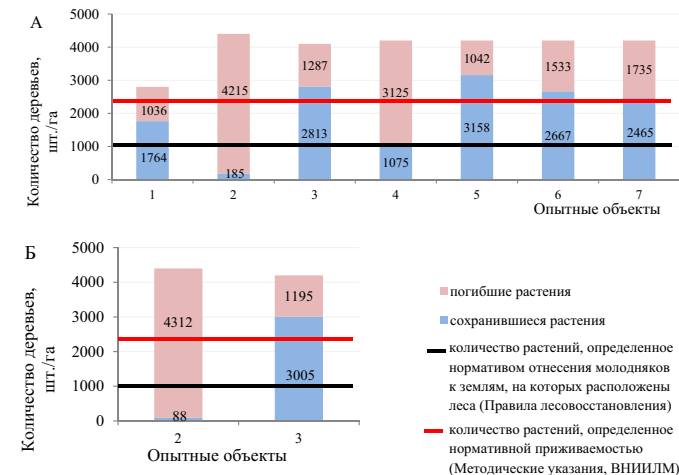 А
Количество деревьев,
шт./га
5000
4000
3000
2000
1000
0
1036
1764
4215
185
1287
2813
3125
1075
1042
3158
1533
2667
1735
2465
1 2 3 4 5 6 7
Опытные объекты
Б
Количество деревьев,
шт./га
5000
4000
3000
2000
1000
0
4312
88
1195
3005
2 3
Опытные объекты
погибшие растения
сохранившиеся растения
количество растений, определенное
нормативом отнесения молодняков
к землям, на которых расположены
леса (Правила лесовосстановления)
количество растений, определенное
нормативной приживаемостью
(Методические указания, ВНИИЛМ)